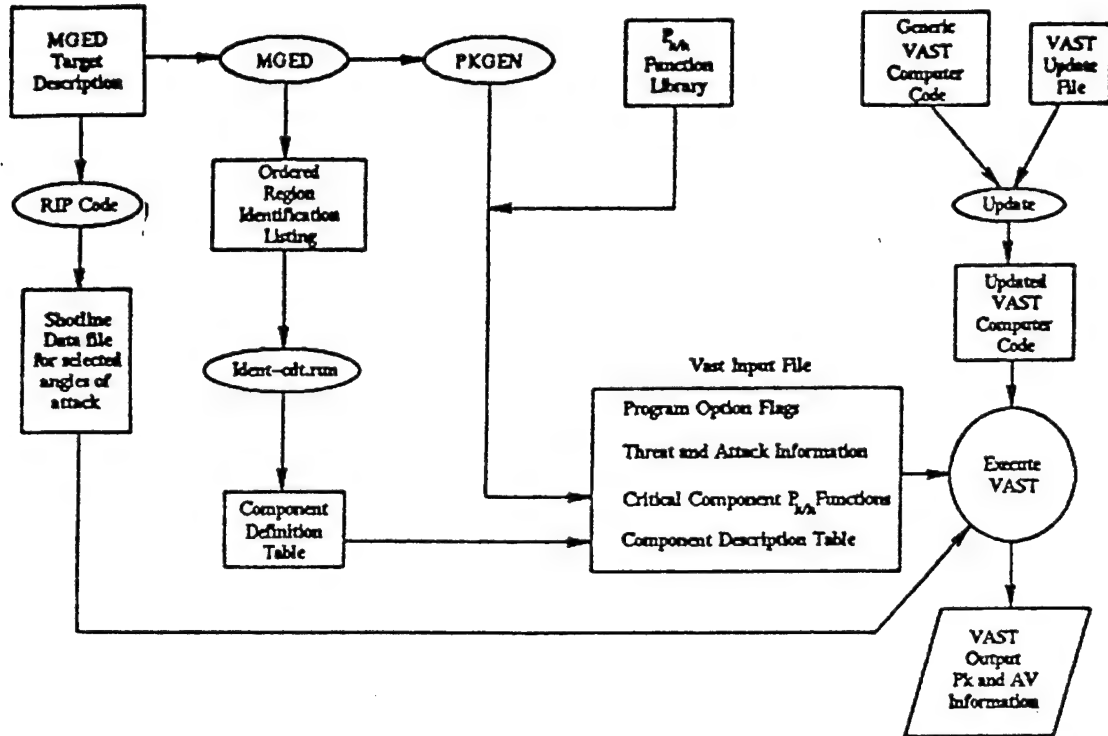 MGED
Target
Description
MGED
PKGEN
P_k/h
Function
Library
Generic
VAST
Computer
Code
VAST
Update
File
RIP Code
Ordered
Region
Identification
Listing
Update
Shotline
Data file
for selected
angles of
attack
Updated
VAST
Computer
Code
Ident-cdt.run
Vast Input File
Program Option Flags
Threat and Attack Information
Critical Component P_k/h Functions
Component Description Table
Execute
VAST
Component
Definition
Table
VAST
Output
Pk and AV
Information